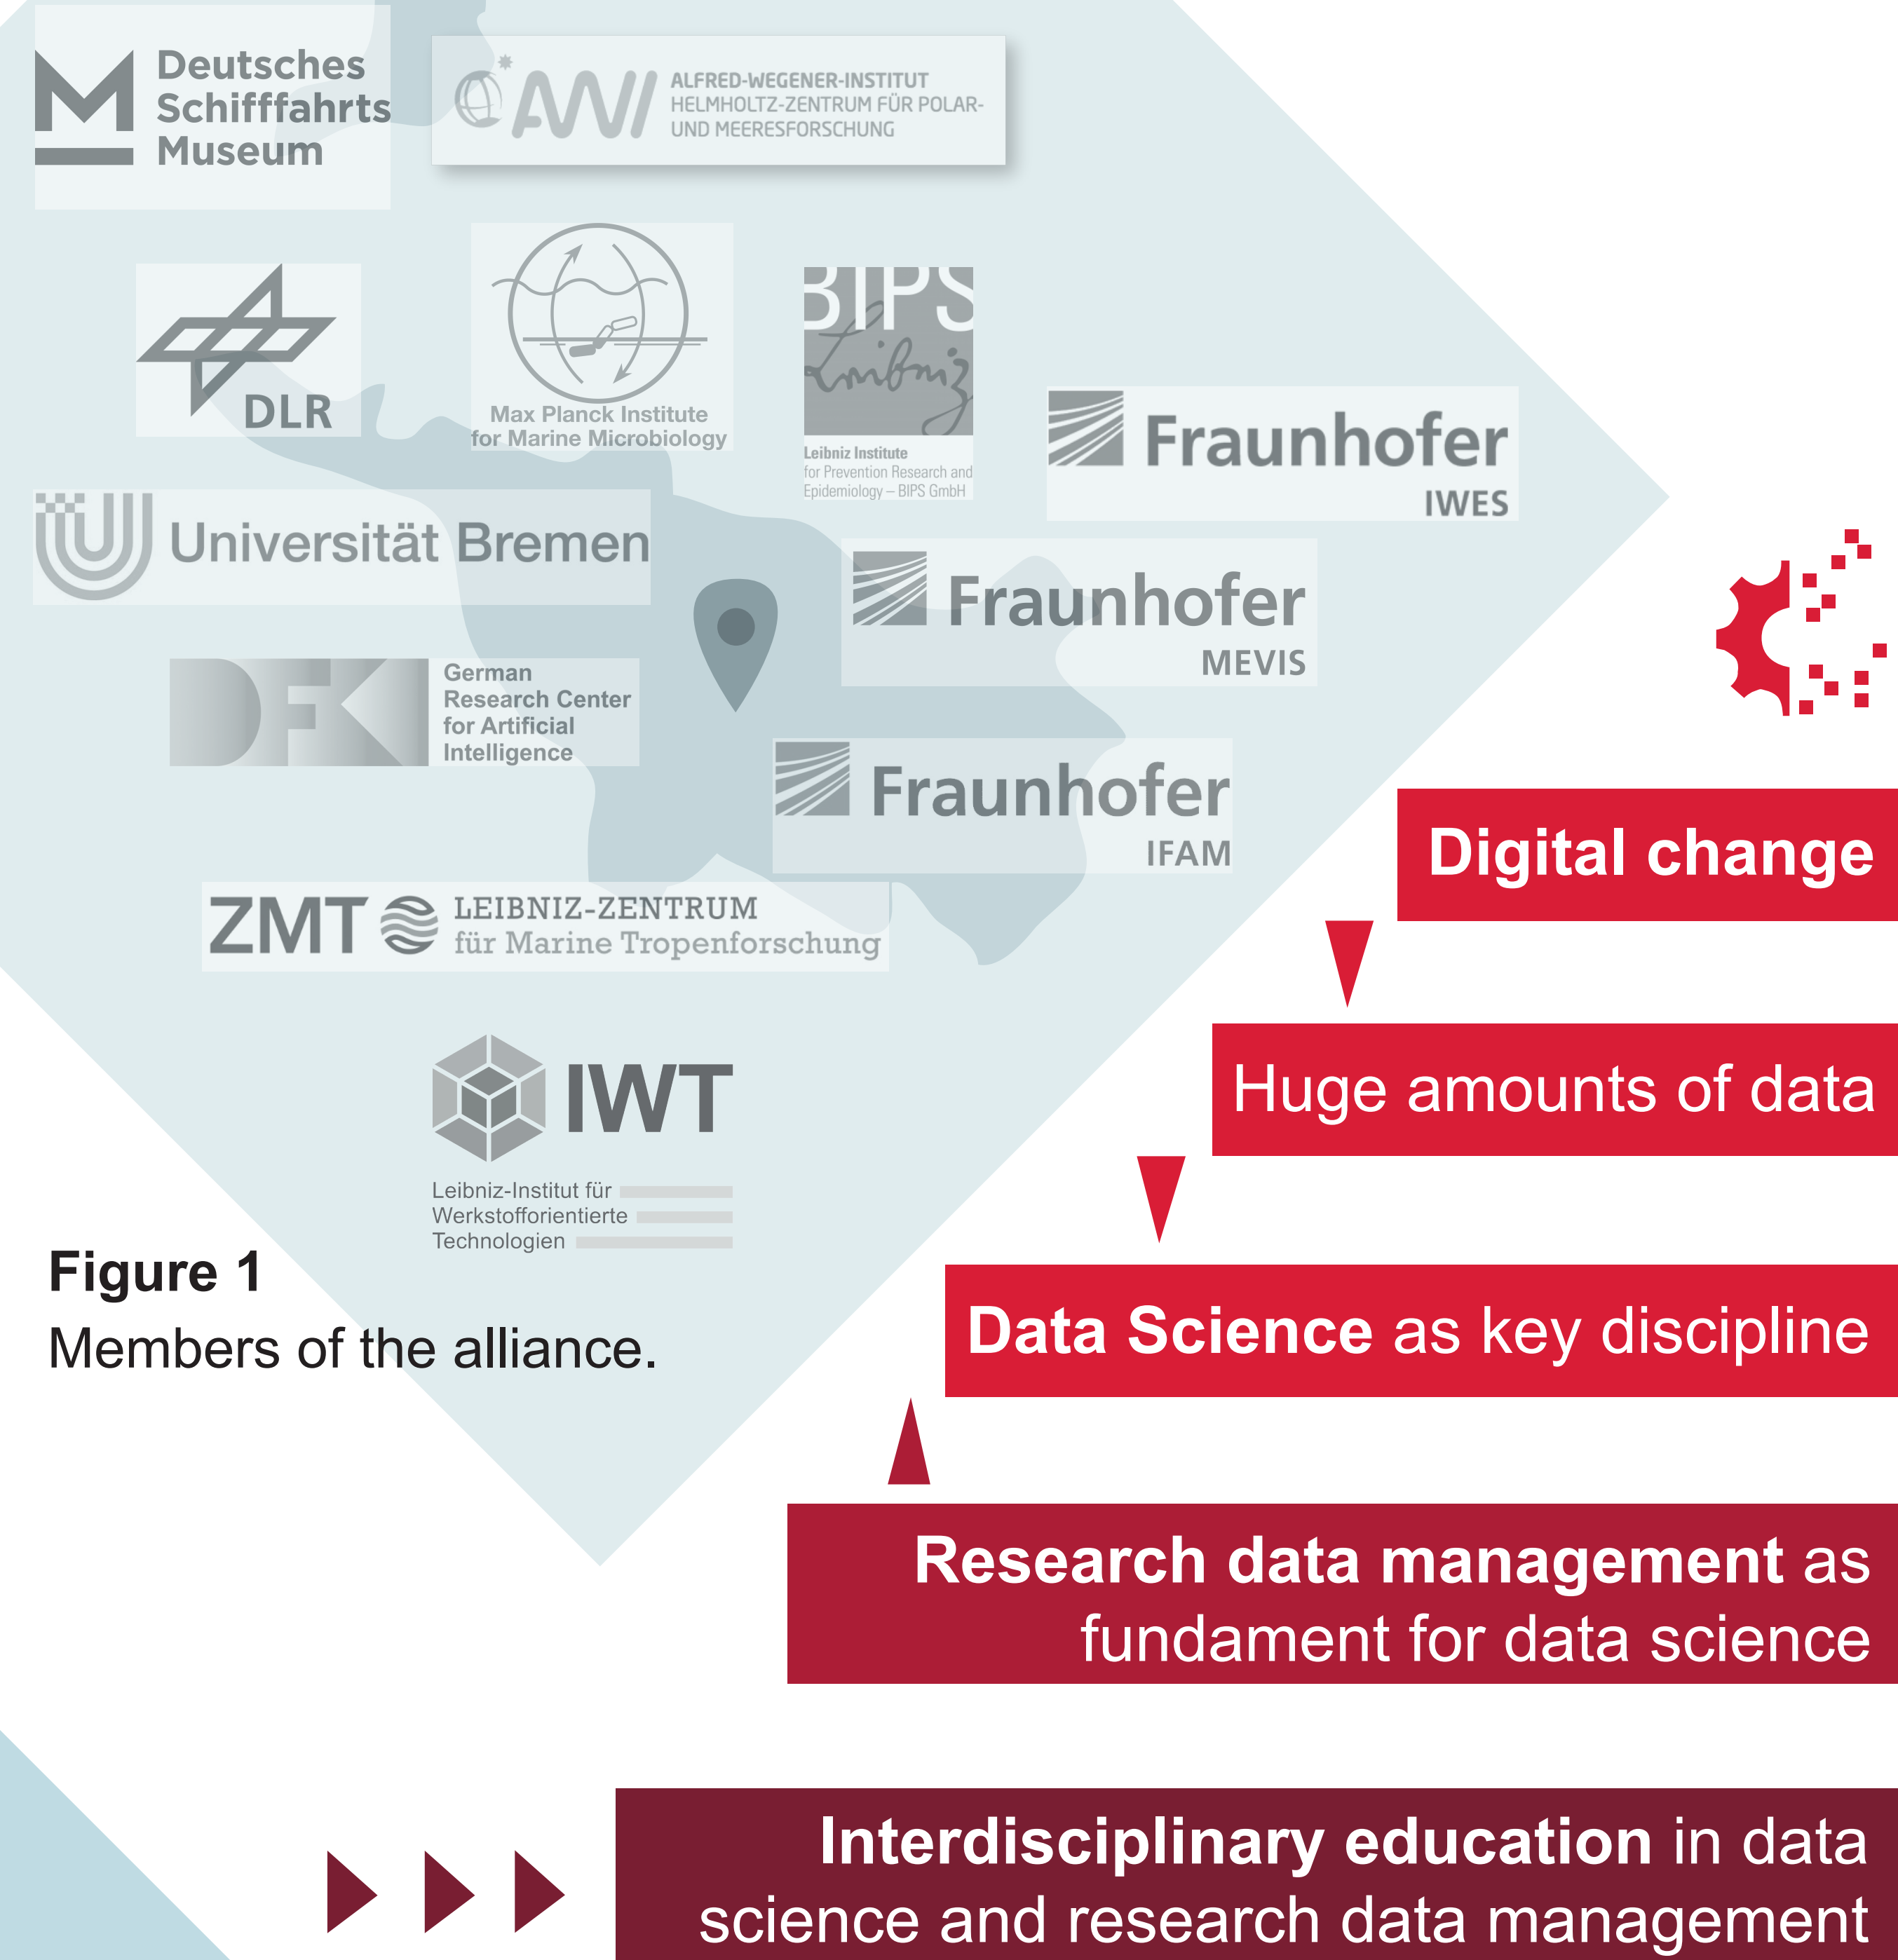 Deutsches
Schifffahrts
Museum
AWI
ALFRED-WEGENER-INSTITUT
HELMHOLTZ-ZENTRUM FÜR POLAR-
UND MEERESFORSCHUNG
DLR
Max Planck Institute
for Marine Microbiology
BIPS
Leibniz
Leibniz Institute
for Prevention Research and
Epidemiology – BIPS GmbH
Fraunhofer
IWES
Universität Bremen
Fraunhofer
MEVIS
DFK
German
Research Center
for Artificial
Intelligence
Fraunhofer
IFAM
ZMT
LEIBNIZ-ZENTRUM
für Marine Tropenforschung
IWT
Leibniz-Institut für
Werkstofforientierte
Technologien
Figure 1
Members of the alliance.
Digital change
Huge amounts of data
Data Science as key discipline
Research data management as
fundament for data science
Interdisciplinary education in data
science and research data management